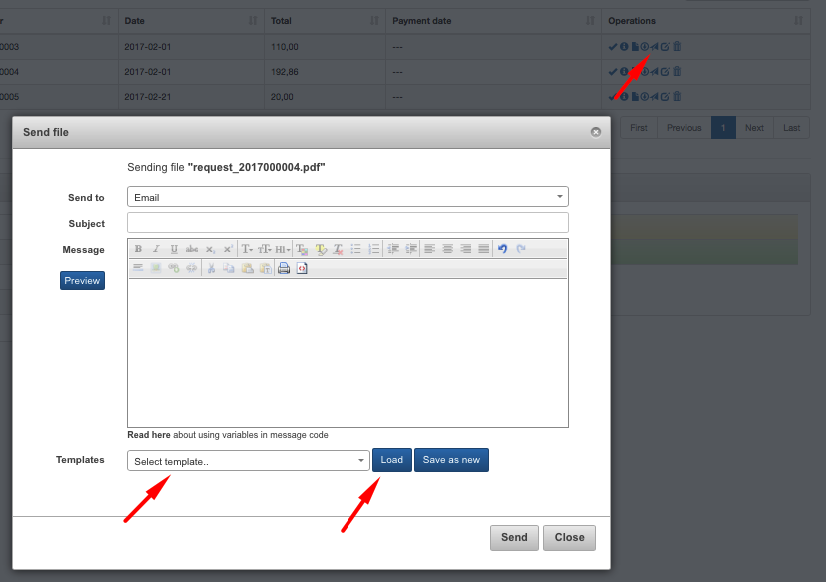 r Date Total Payment date Operations
0003 2017-02-01 110,00 ---
0004 2017-02-01 192,86 ---
0005 2017-02-21 20,00 ---
First Previous 1 Next Last
Send file
Sending file "request_2017000004.pdf"
Send to Email
Subject
Message B I U abc X, X' T T HI T T T
Preview
Read here about using variables in message code
Templates Select template.. Load Save as new
Send Close